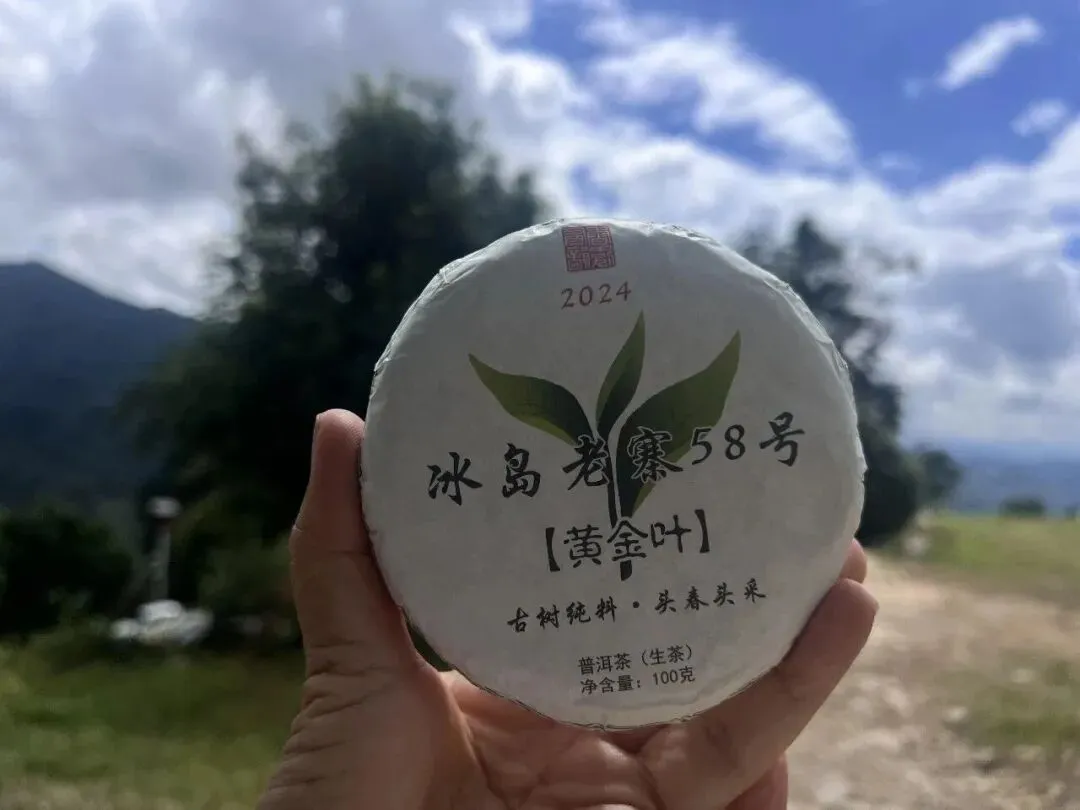 2024
冰岛老寨58号
【黄金叶】
古树纯料·头春头采
普洱茶（生茶）
净含量：100克